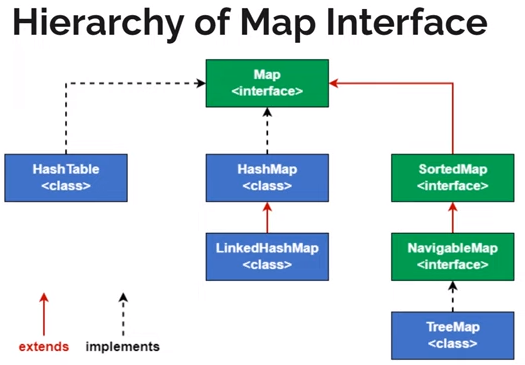 Hierarchy of Map Interface
Map
<interface>
HashTable
<class>
HashMap
<class>
SortedMap
<interface>
LinkedHashMap
<class>
NavigableMap
<interface>
TreeMap
<class>
extends
implements